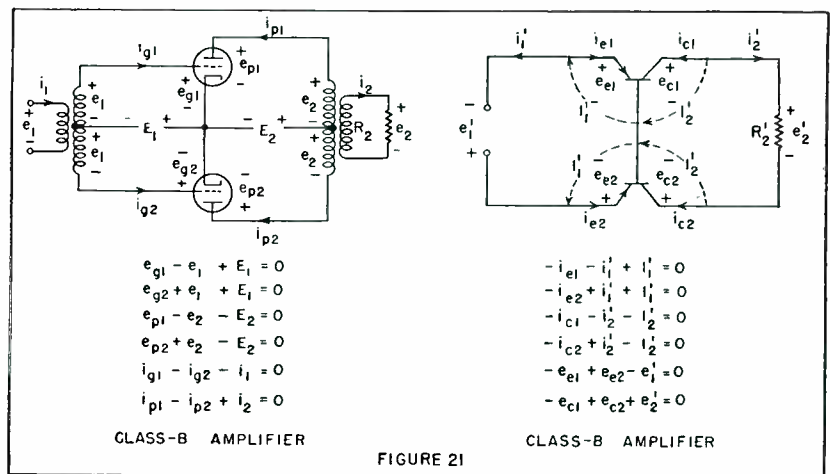 i₁
e₁
+
-
+
e₁
-
+
e₁
-
ig1
+
eg1
-
+
ep1
-
ip1
- E₁ +
- E₂ +
-
eg2
+
-
ep2
+
ig2
ip2
+
e₂
-
+
e₂
-
R₂
i₂
+
e₂
-
eg1 - e₁ + E₁ = 0
eg2 + e₁ + E₁ = 0
ep1 - e₂ - E₂ = 0
ep2 + e₂ - E₂ = 0
ig1 - ig2 - i₁ = 0
ip1 - ip2 + i₂ = 0
CLASS-B AMPLIFIER
i₁'
ie1
ic1
i₂'
+
ee1
-
+
ec1
-
-
e₁'
+
I₁'
I₂'
I₁'
I₂'
-
ee2
+
-
ec2
+
R₂'
+
e₂'
-
ie2
ic2
-ie1 - i₁' + I₁' = 0
-ie2 + i₁' + I₁' = 0
-ic1 - i₂' - I₂' = 0
-ic2 + i₂' - I₂' = 0
-ee1 + ee2 - e₁' = 0
-ec1 + ec2 + e₂' = 0
CLASS-B AMPLIFIER
FIGURE 21